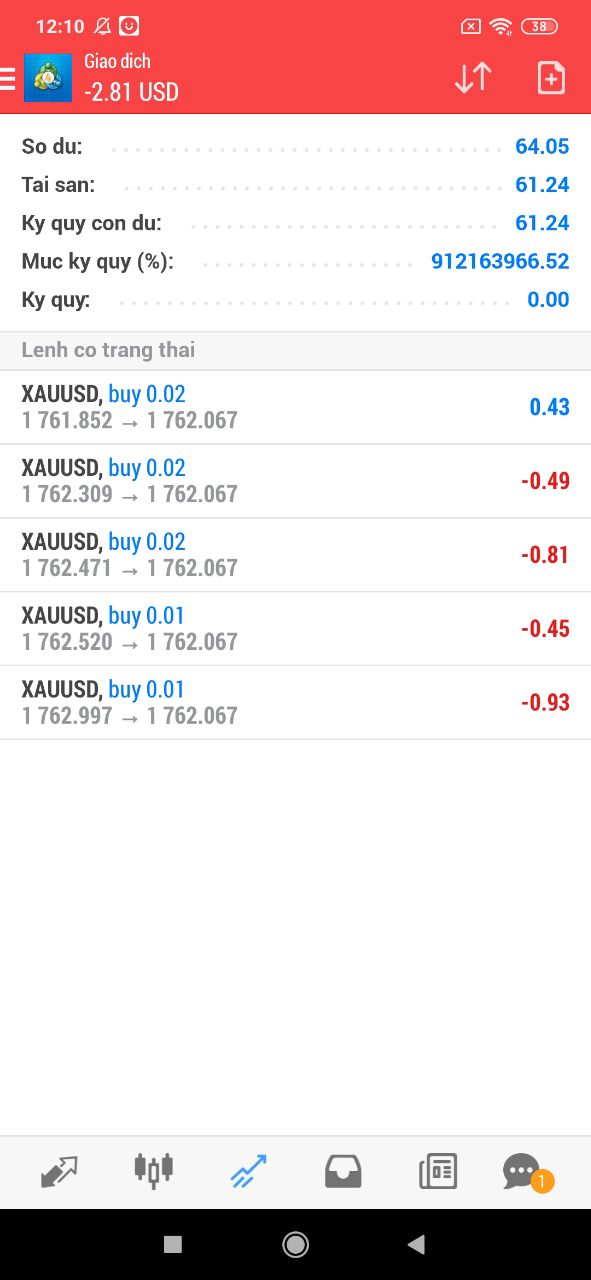 12:10
38
Giao dich
-2.81 USD
So du: 64.05
Tai san: 61.24
Ky quy con du: 61.24
Muc ky quy (%): 912163966.52
Ky quy: 0.00
Lenh co trang thai
XAUUSD, buy 0.02
1 761.852 → 1 762.067
0.43
XAUUSD, buy 0.02
1 762.309 → 1 762.067
-0.49
XAUUSD, buy 0.02
1 762.471 → 1 762.067
-0.81
XAUUSD, buy 0.01
1 762.520 → 1 762.067
-0.45
XAUUSD, buy 0.01
1 762.997 → 1 762.067
-0.93
1